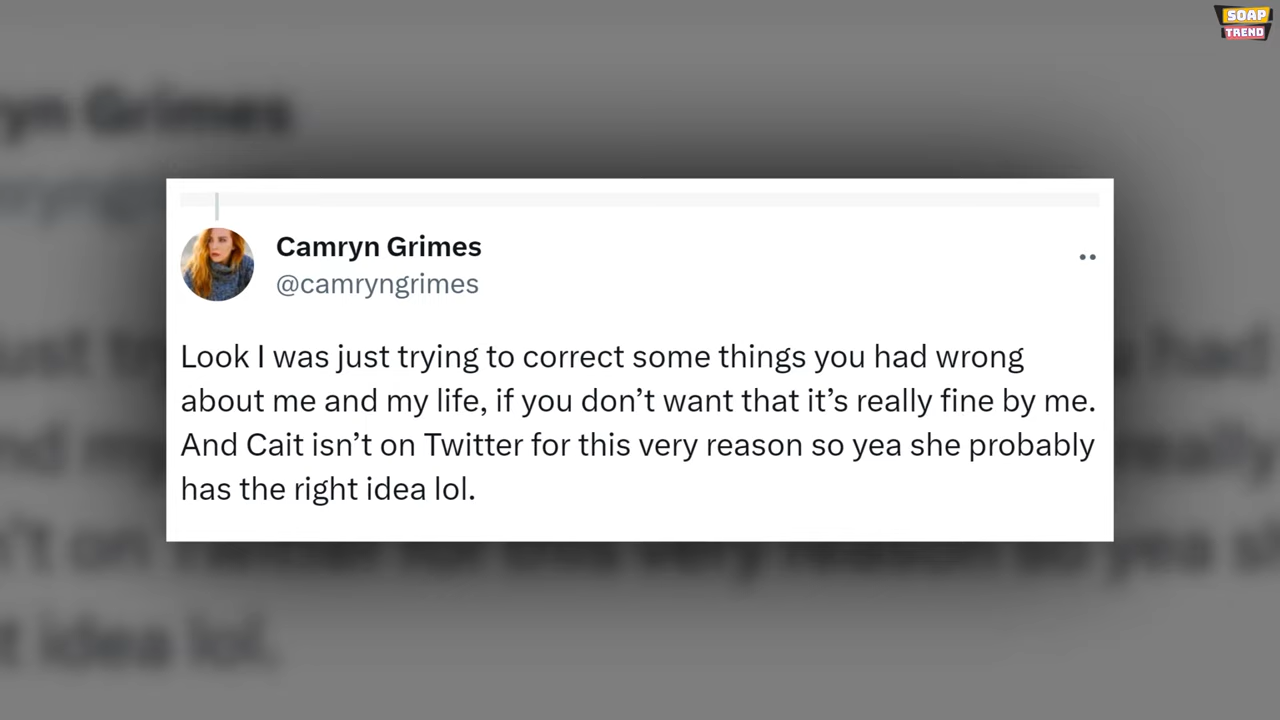 SOAP
TREND
ryn Grimes
Camryn Grimes
@camryngrimes
Look I was just trying to correct some things you had wrong
about me and my life, if you don’t want that it’s really fine by me.
And Cait isn’t on Twitter for this very reason so yea she probably
has the right idea lol.